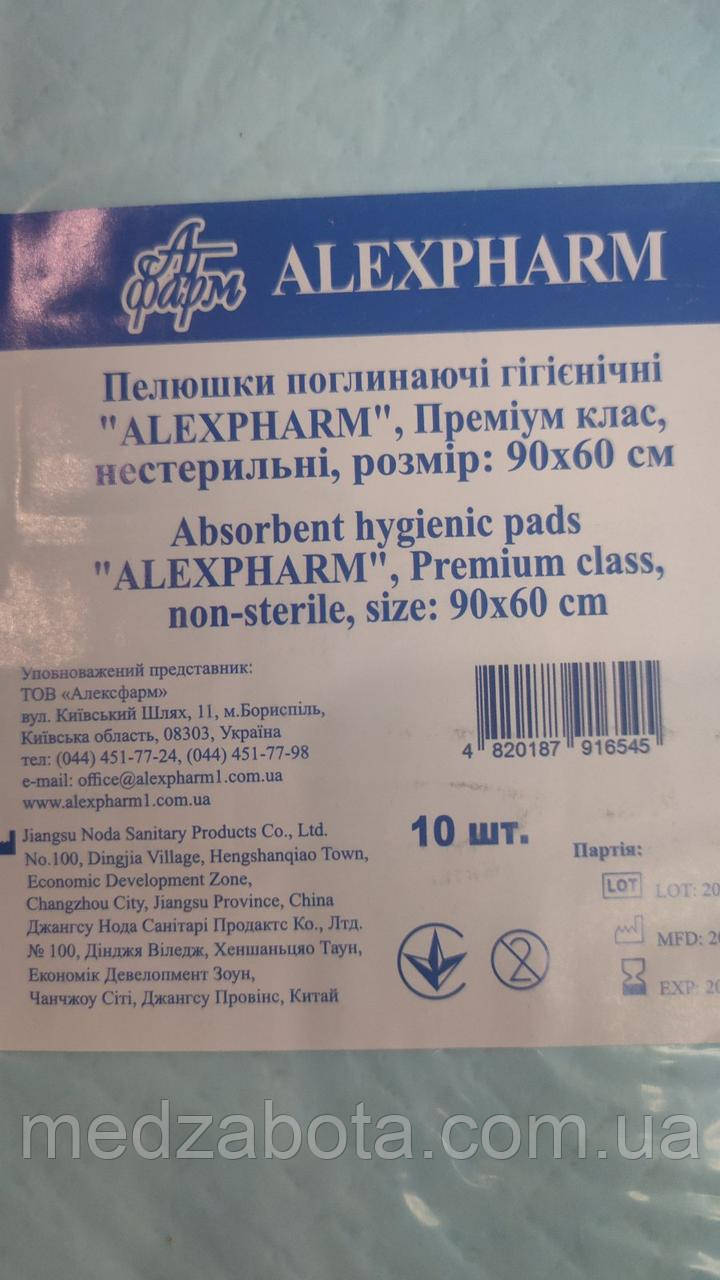 А-
фарм
ALEXPHARM
Пелюшки поглинаючі гігієнічні
"ALEXPHARM", Преміум клас,
нестерильні, розмір: 90х60 см
Absorbent hygienic pads
"ALEXPHARM", Premium class,
non-sterile, size: 90x60 cm
Уповноважений представник:
ТОВ «Алексфарм»
вул. Київський Шлях, 11, м.Бориспіль,
Київська область, 08303, Україна
тел: (044) 451-77-24, (044) 451-77-98
e-mail: office@alexpharm1.com.ua
www.alexpharm1.com.ua
4 820187 916545
Jiangsu Noda Sanitary Products Co., Ltd.
No.100, Dingjia Village, Hengshanqiao Town,
Economic Development Zone,
Changzhou City, Jiangsu Province, China
Джангсу Нода Санітарі Продактс Ко., Лтд.
№ 100, Дінджя Віледж, Хеншаньцяо Таун,
Економік Девелопмент Зоун,
Чанчжоу Сіті, Джангсу Провінс, Китай
10 шт.
Партія:
LOT LOT: 20
MFD: 20
EXP: 20
2
medzabota.com.ua